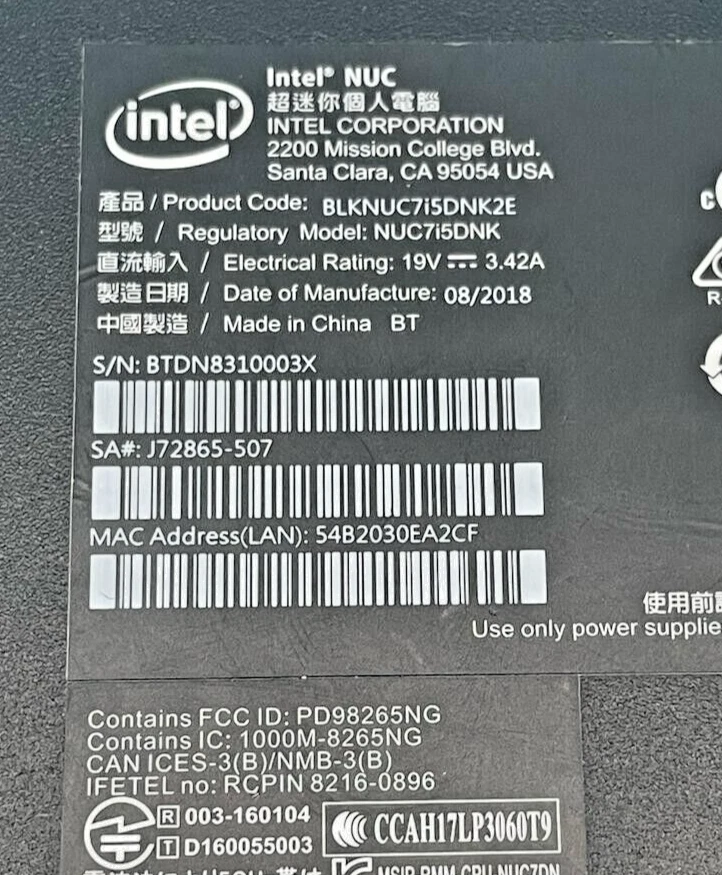 intel®
Intel® NUC
超迷你個人電腦
INTEL CORPORATION
2200 Mission College Blvd.
Santa Clara, CA 95054 USA
產品 / Product Code: BLKNUC7i5DNK2E
型號 / Regulatory Model: NUC7i5DNK
直流輸入 / Electrical Rating: 19V ⎓ 3.42A
製造日期 / Date of Manufacture: 08/2018
中國製造 / Made in China BT
S/N: BTDN8310003X
SA#: J72865-507
MAC Address(LAN): 54B2030EA2CF
使用前
Use only power supplie
Contains FCC ID: PD98265NG
Contains IC: 1000M-8265NG
CAN ICES-3(B)/NMB-3(B)
IFETEL no: RCPIN 8216-0896
R 003-160104
T D160055003
CCAH17LP3060T9